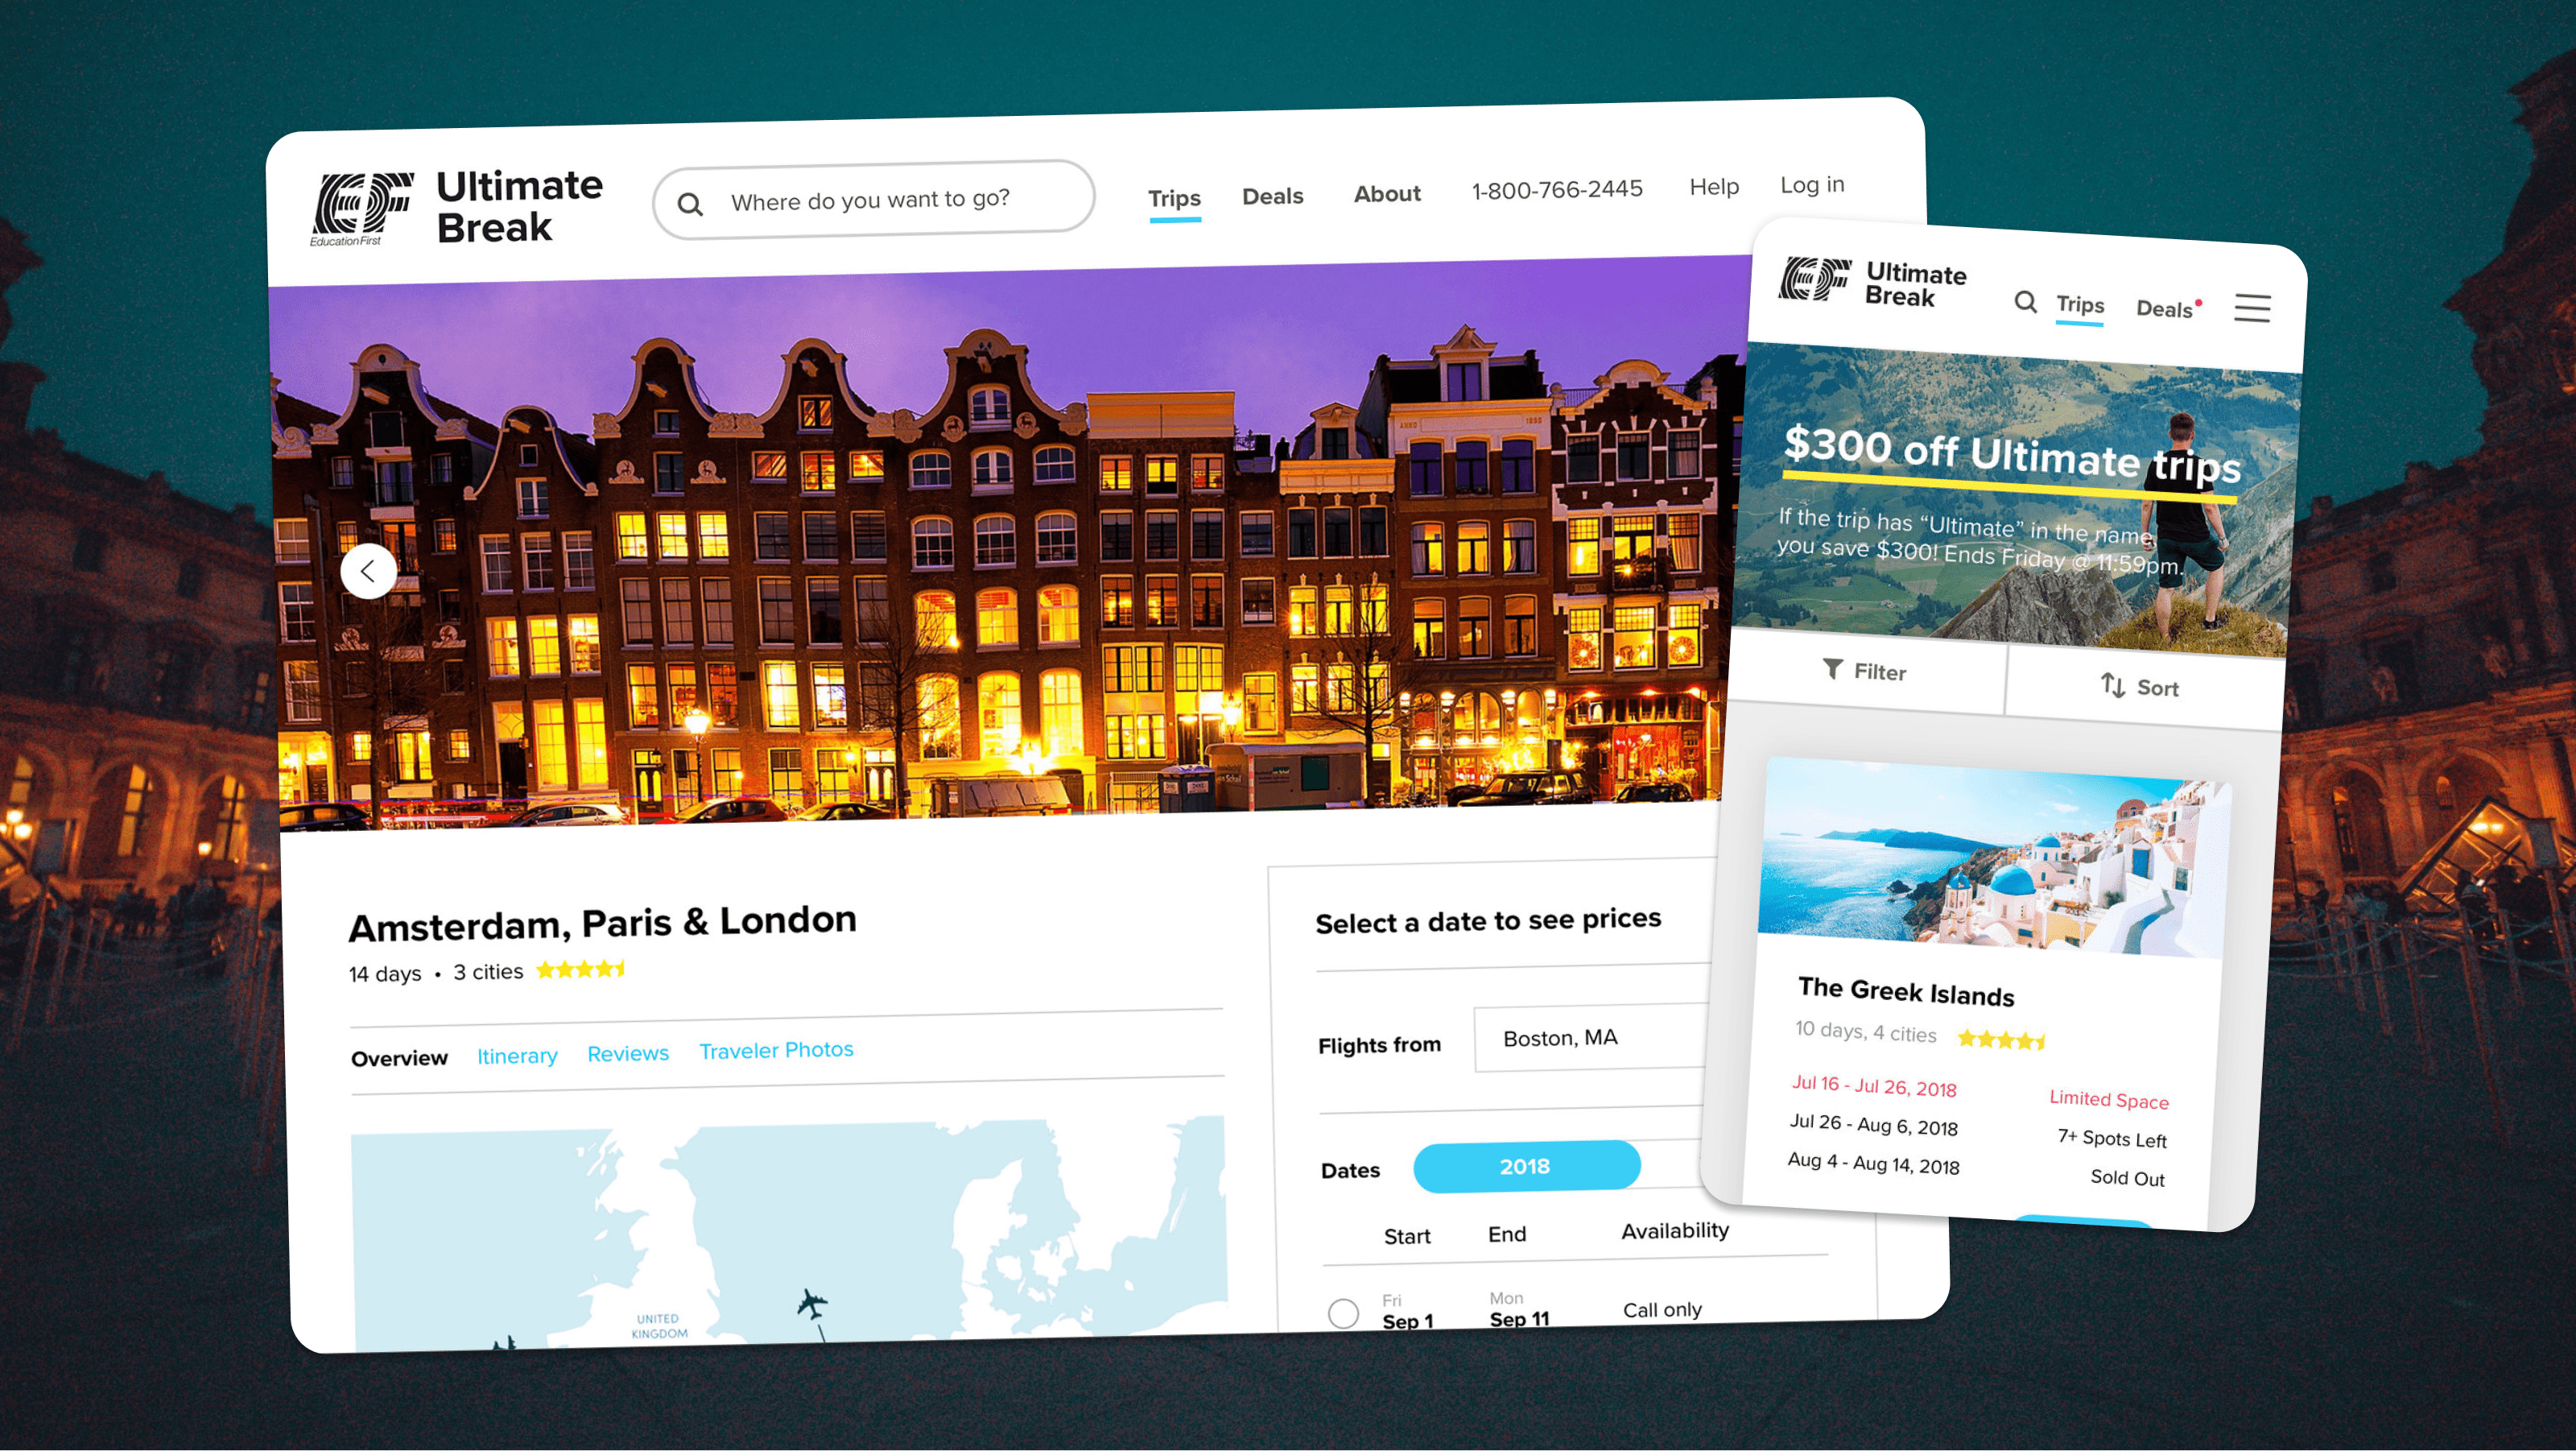 EF
Education First
Ultimate
Break
Where do you want to go?
Trips
Deals
About
1-800-766-2445
Help
Log in
ANNO
1895
Amsterdam, Paris & London
14 days • 3 cities
Overview
Itinerary
Reviews
Traveler Photos
UNITED
KINGDOM
Select a date to see prices
Flights from
Boston, MA
Dates
2018
Start
End
Availability
Fri
Sep 1
Mon
Sep 11
Call only
EF
Ultimate
Break
Trips
Deals
$300 off Ultimate trips
If the trip has “Ultimate” in the name
you save $300! Ends Friday @ 11:59pm.
Filter
Sort
The Greek Islands
10 days, 4 cities
Jul 16 - Jul 26, 2018
Limited Space
Jul 26 - Aug 6, 2018
7+ Spots Left
Aug 4 - Aug 14, 2018
Sold Out